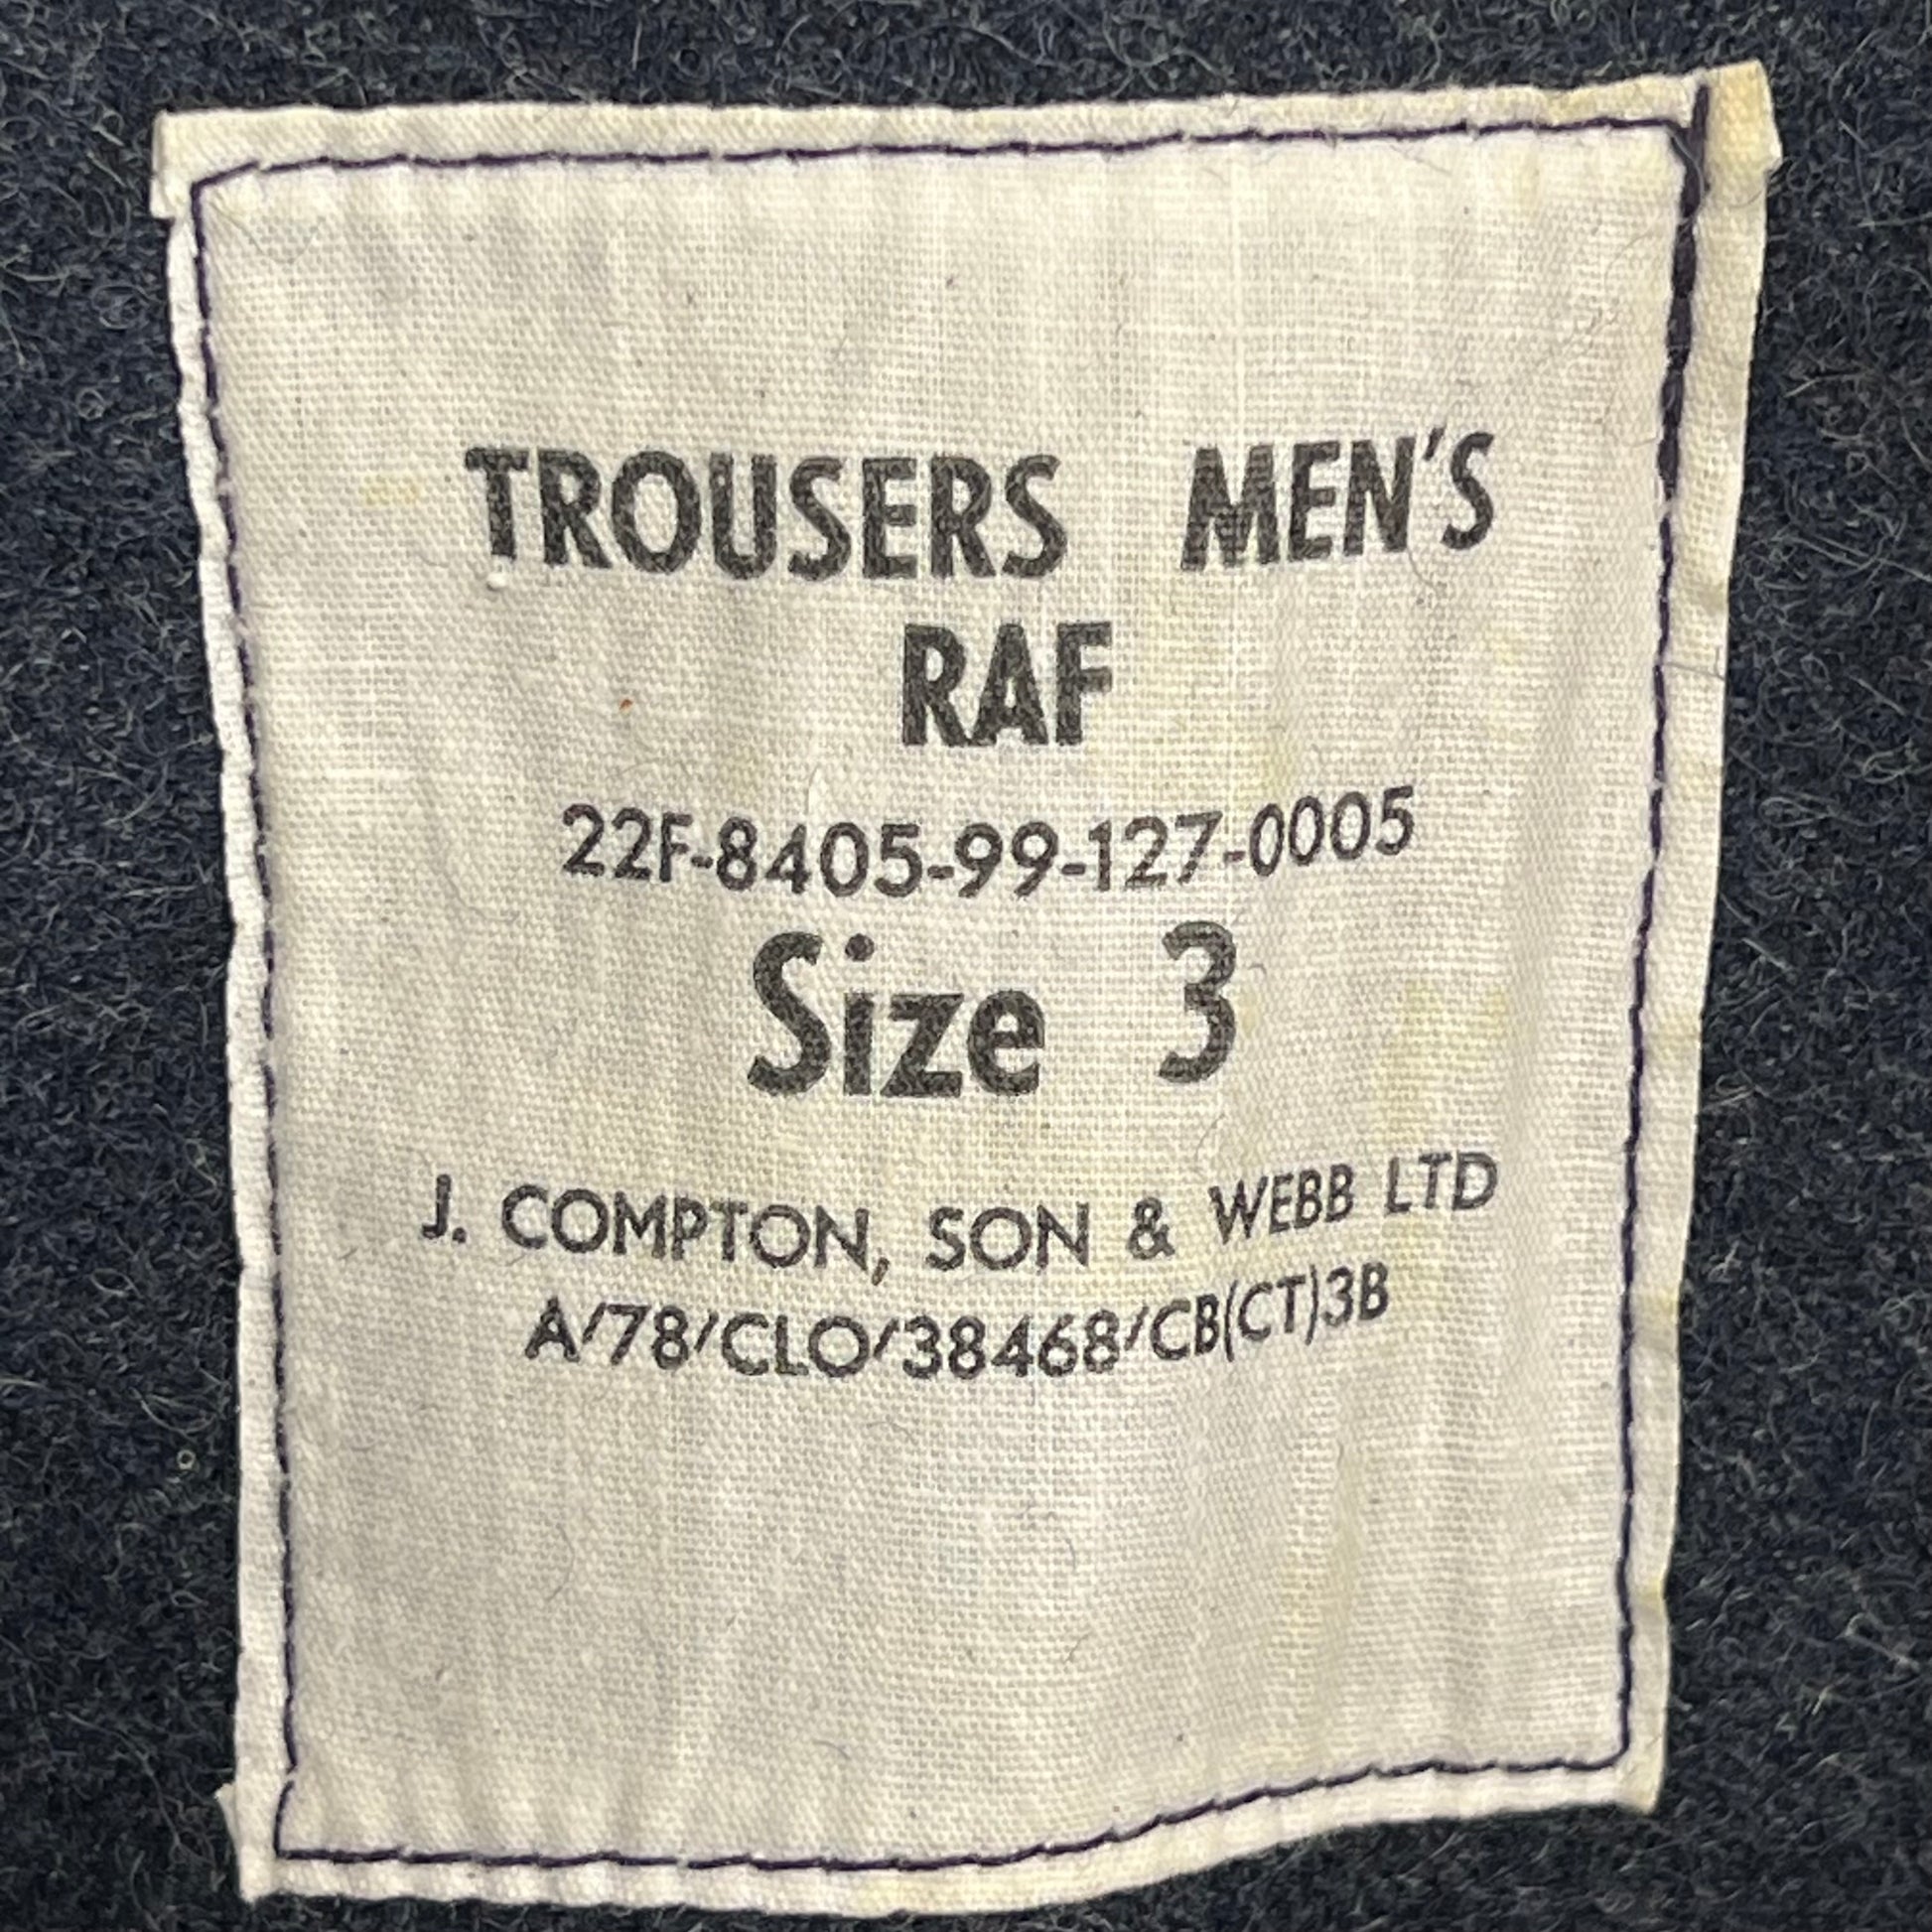 TROUSERS MEN'S
RAF
22F-8405-99-127-0005
Size 3
J. COMPTON, SON & WEBB LTD
A/78/CLO/38468/CB(CT)3B